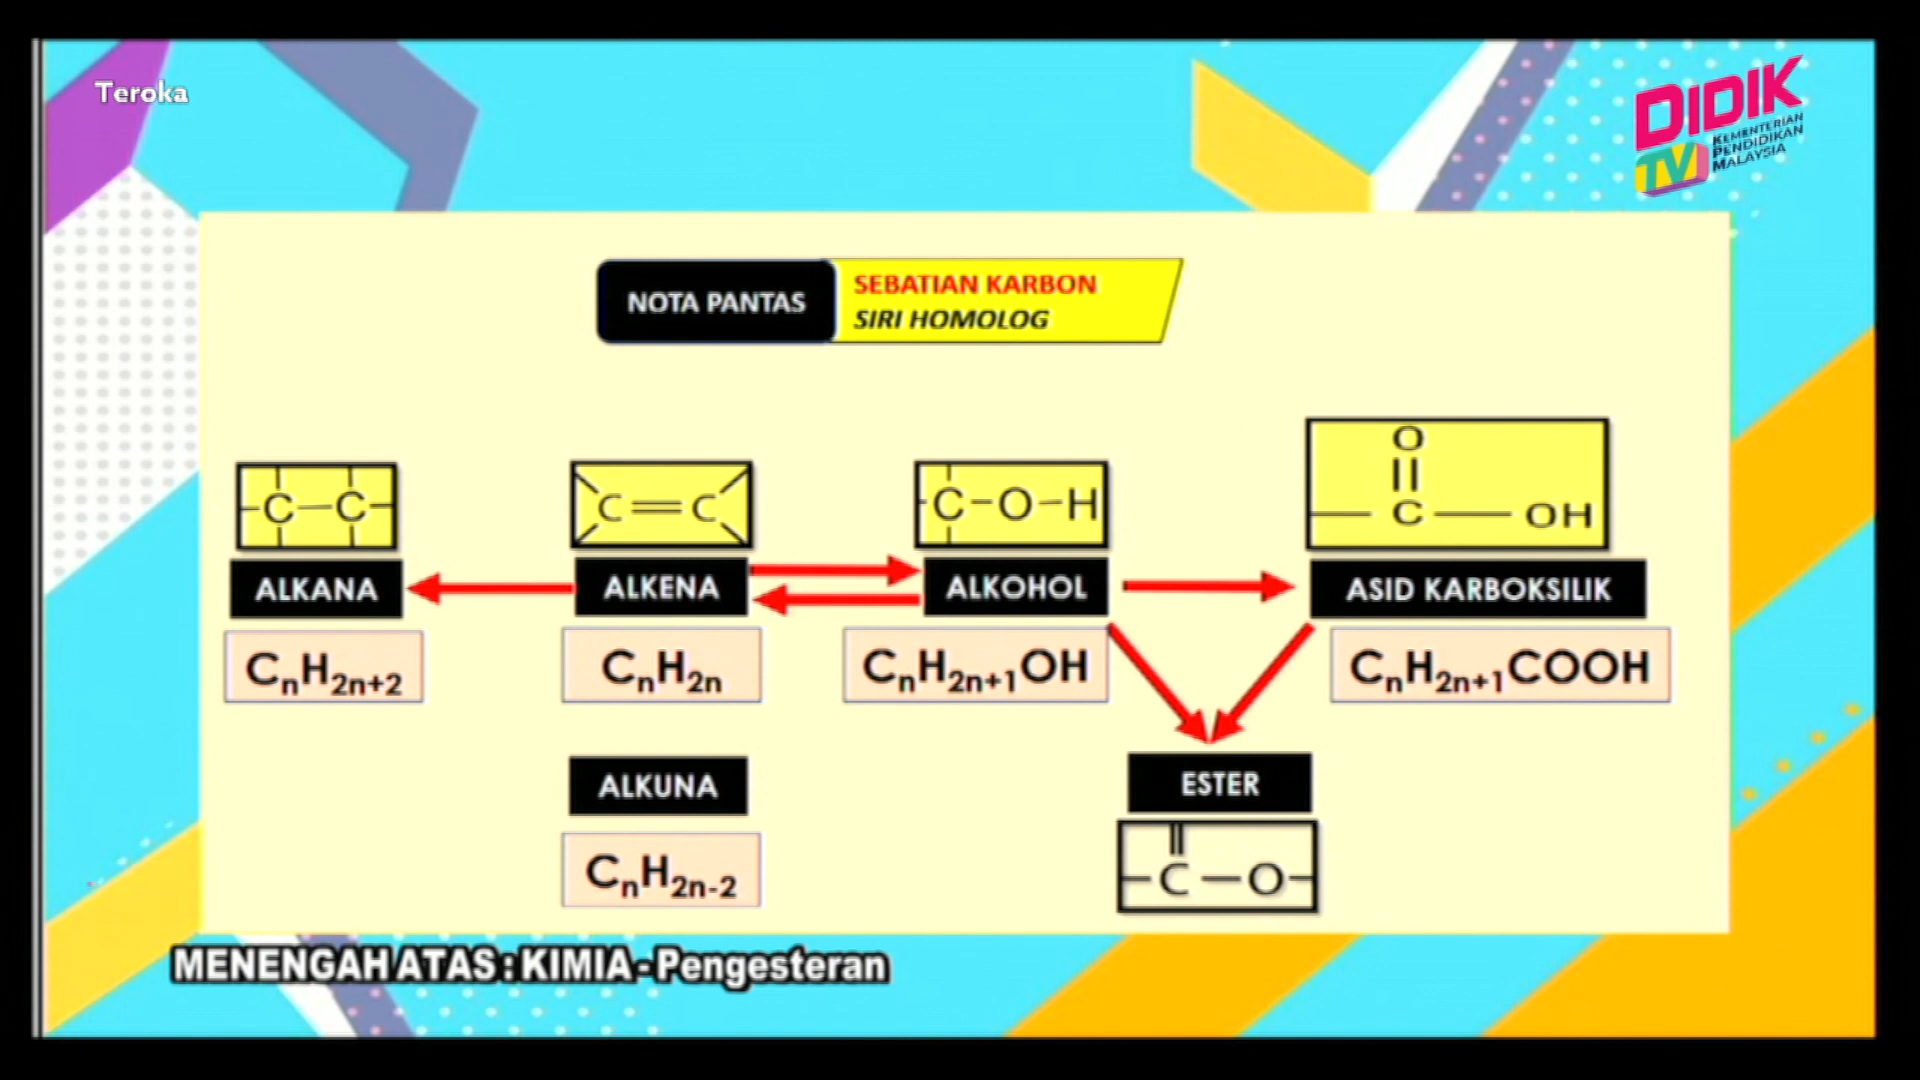 Teroka
DIDIK
TV
KEMENTERIAN
PENDIDIKAN
MALAYSIA
NOTA PANTAS
SEBATIAN KARBON
SIRI HOMOLOG
C—C
C=C
C-O-H
O
||
C — OH
ALKANA
ALKENA
ALKOHOL
ASID KARBOKSILIK
CₙH₂ₙ₊₂
CₙH₂ₙ
CₙH₂ₙ₊₁OH
CₙH₂ₙ₊₁COOH
ALKUNA
ESTER
CₙH₂ₙ₋₂
-C—O-
MENENGAH ATAS : KIMIA - Pengesteran